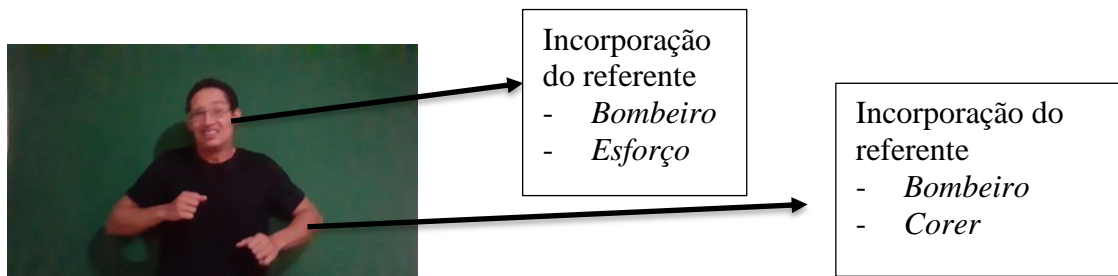 Incorporação
do referente
- Bombeiro
- Esforço
Incorporação do
referente
- Bombeiro
- Corer